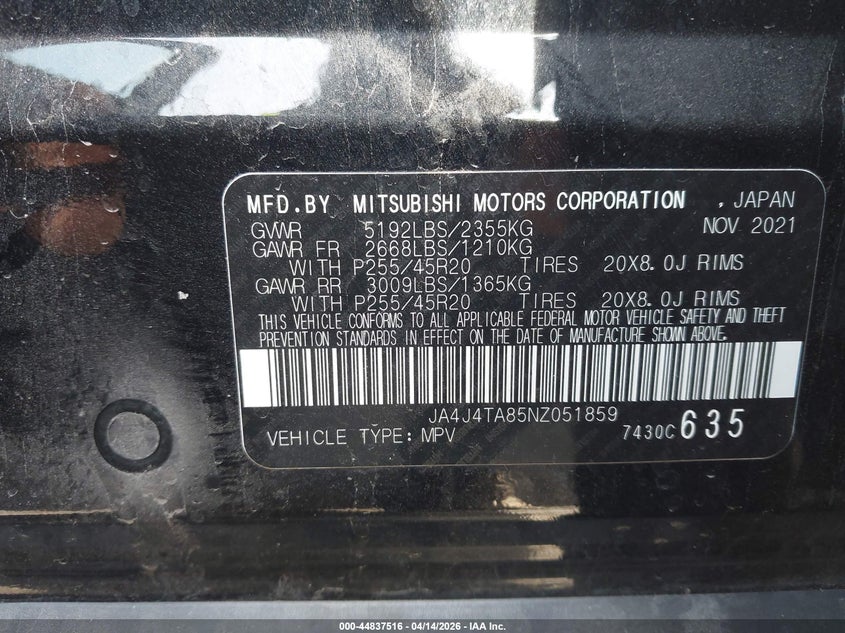 MFD.BY MITSUBISHI MOTORS CORPORATION , JAPAN
GVWR 5192LBS/2355KG NOV 2021
GAWR FR 2668LBS/1210KG
WITH P255/45R20 TIRES 20X8.0J RIMS
GAWR RR 3009LBS/1365KG
WITH P255/45R20 TIRES 20X8.0J RIMS
THIS VEHICLE CONFORMS TO ALL APPLICABLE FEDERAL MOTOR VEHICLE SAFETY AND THEFT
PREVENTION STANDARDS IN EFFECT ON THE DATE OF MANUFACTURE SHOWN ABOVE.
JA4J4TA85NZ051859
VEHICLE TYPE: MPV 7430C 635
000-44837516 - 04/14/2026 - IAA Inc.